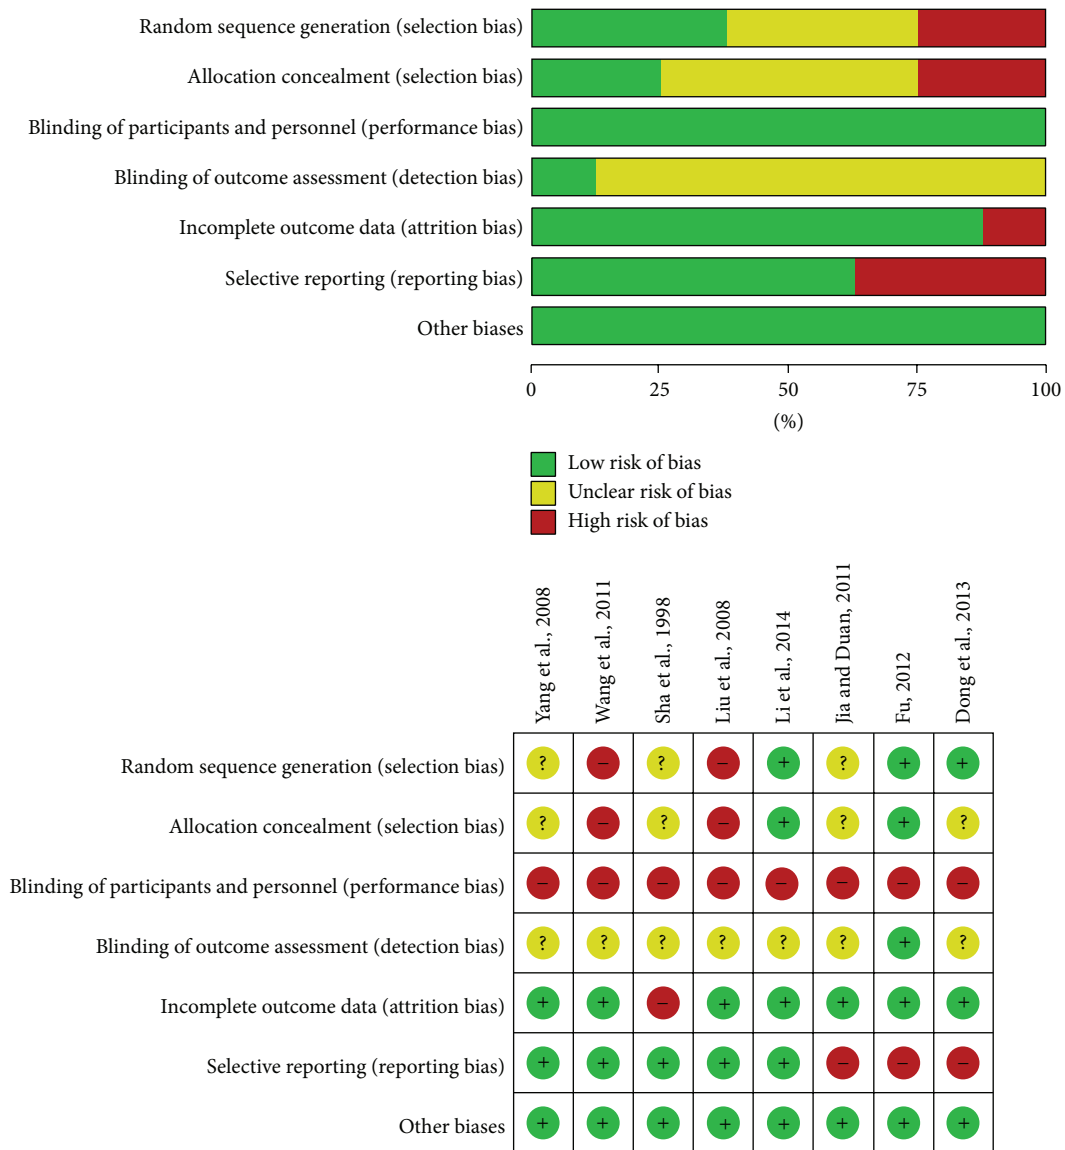 Random sequence generation (selection bias)
Allocation concealment (selection bias)
Blinding of participants and personnel (performance bias)
Blinding of outcome assessment (detection bias)
Incomplete outcome data (attrition bias)
Selective reporting (reporting bias)
Other biases
0 25 50 75 100
(%)
Low risk of bias
Unclear risk of bias
High risk of bias
Yang et al., 2008
Wang et al., 2011
Sha et al., 1998
Liu et al., 2008
Li et al., 2014
Jia and Duan, 2011
Fu, 2012
Dong et al., 2013
Random sequence generation (selection bias) ? − ? − + ? + +
Allocation concealment (selection bias) ? − ? − + ? + ?
Blinding of participants and personnel (performance bias) − − − − − − − −
Blinding of outcome assessment (detection bias) ? ? ? ? ? ? + ?
Incomplete outcome data (attrition bias) + + − + + + + +
Selective reporting (reporting bias) + + + + + − − −
Other biases + + + + + + + +